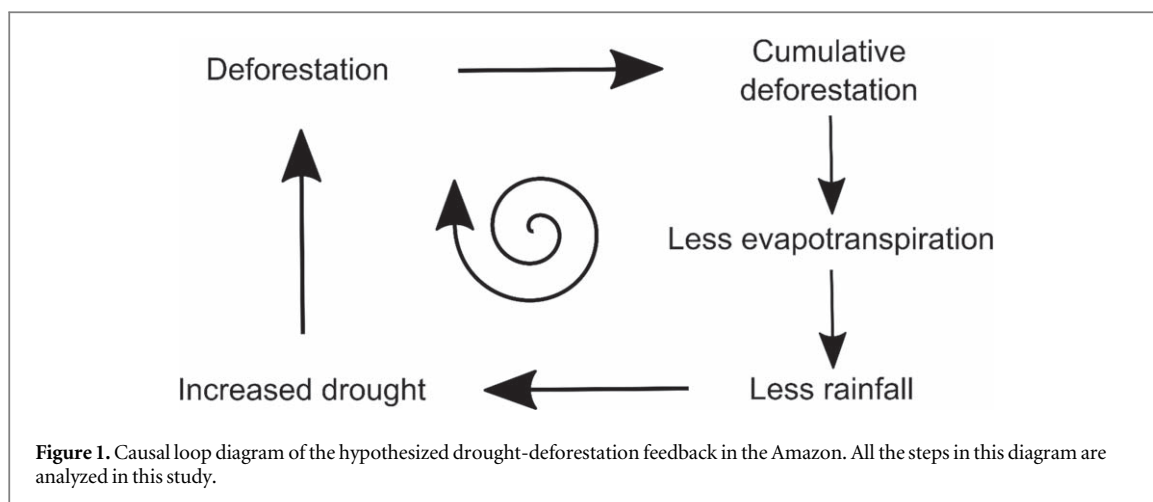 Deforestation
Cumulative
deforestation
Less evapotranspiration
Less rainfall
Increased drought
Figure 1. Causal loop diagram of the hypothesized drought-deforestation feedback in the Amazon. All the steps in this diagram are
analyzed in this study.